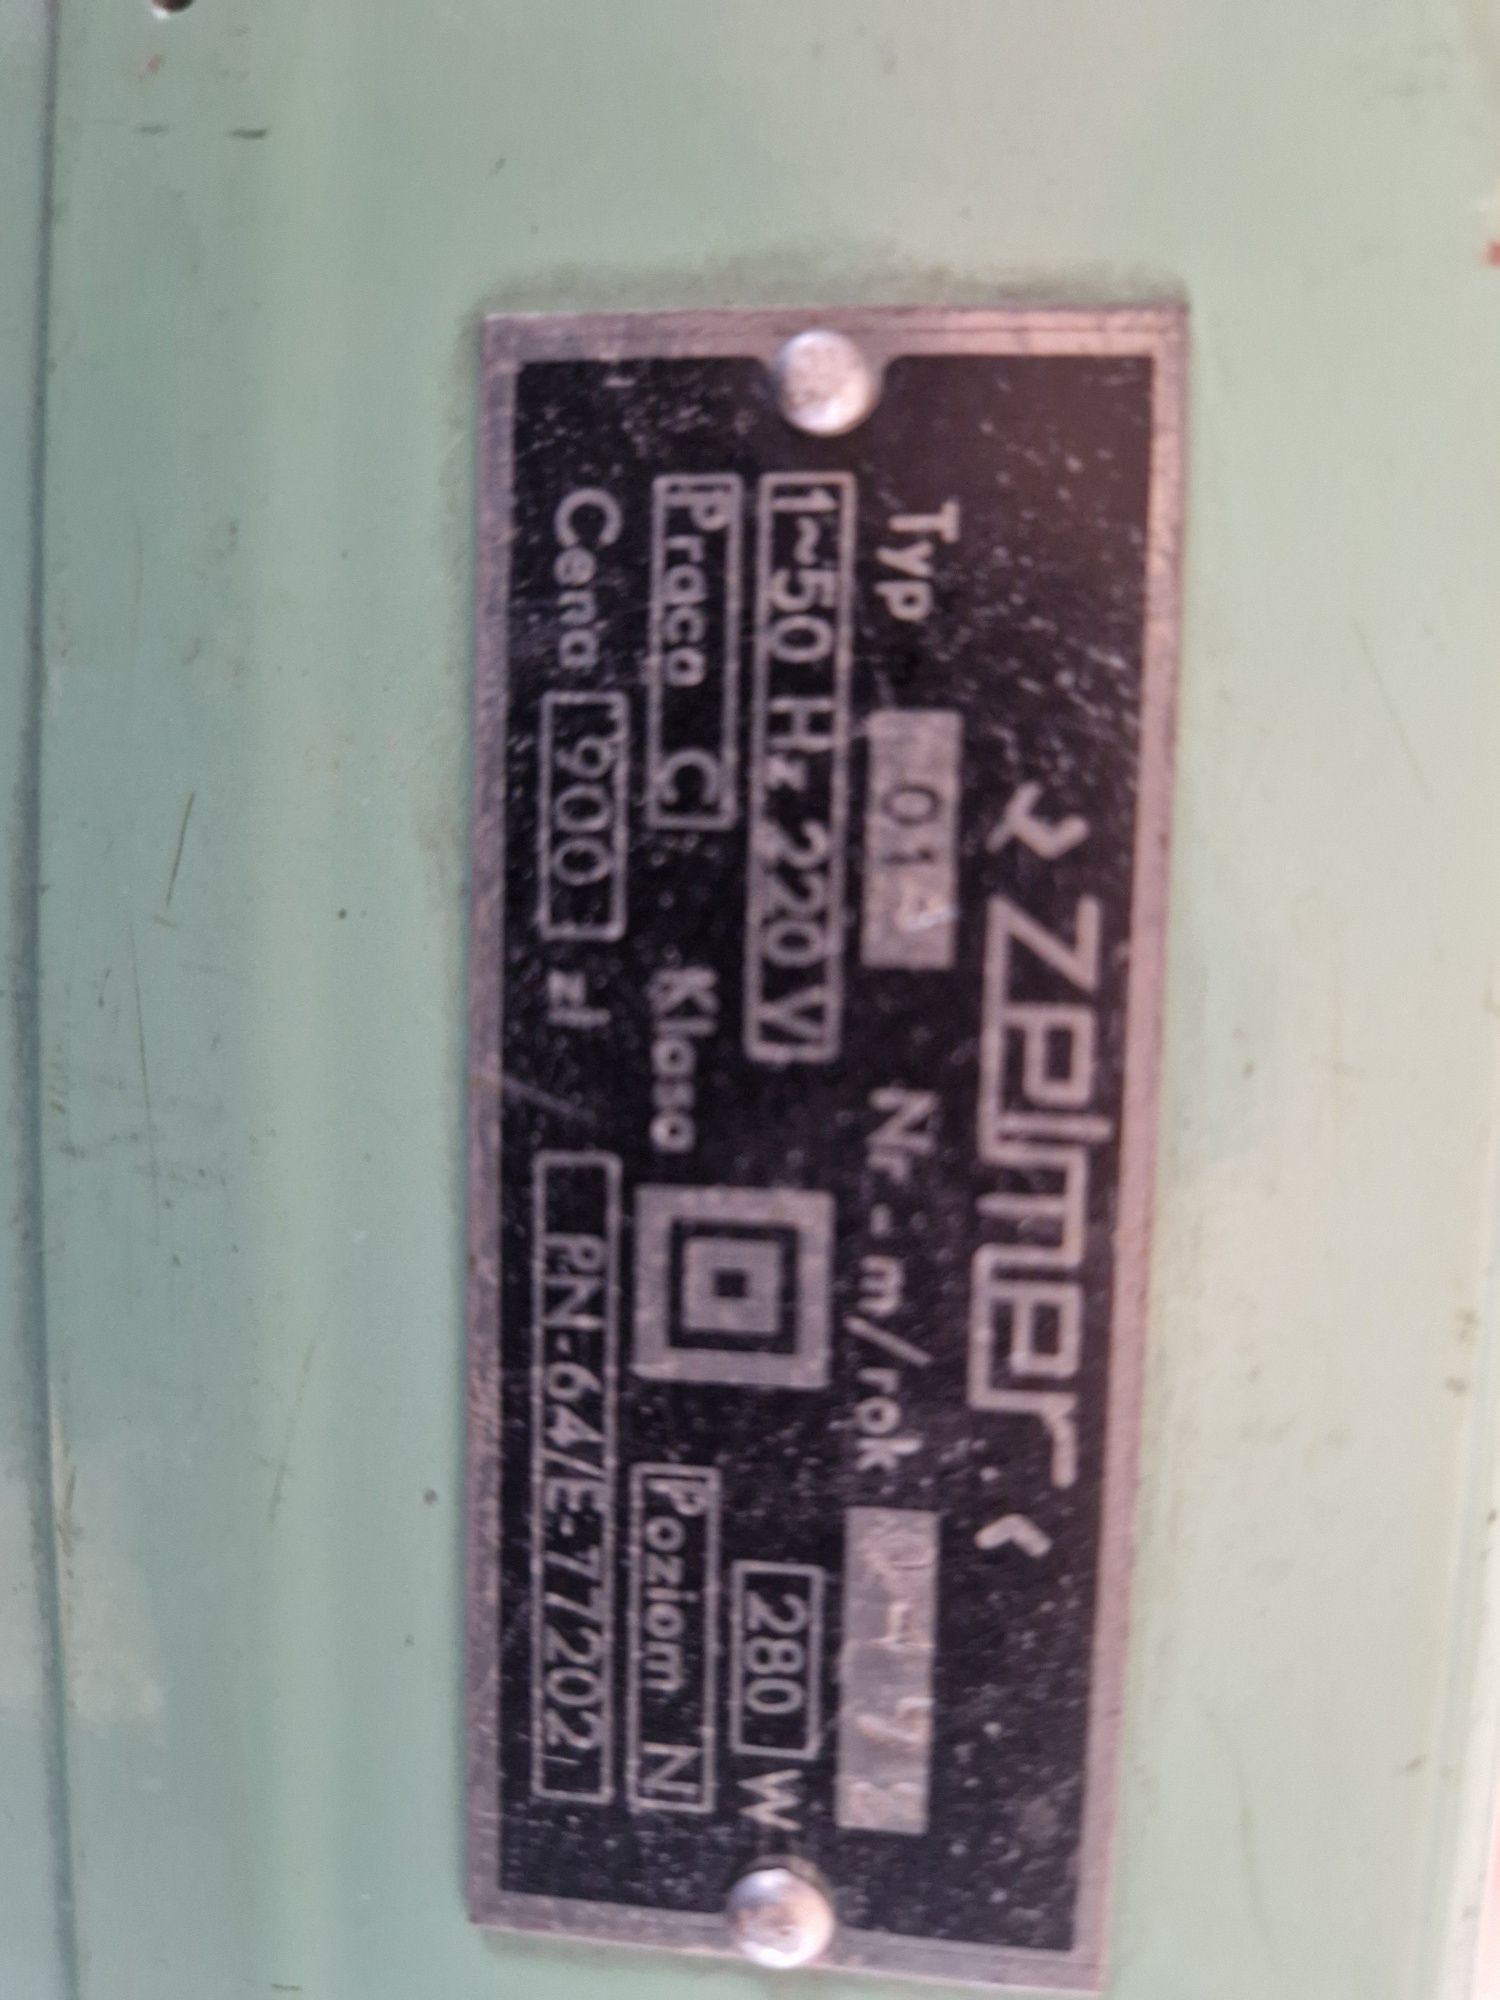 zelmer
Typ 01 Nr-m/rok
1~50 Hz 220 V 280 W
Praca C Klasa Poziom N
Cena 900 zł PN-64/E-77202